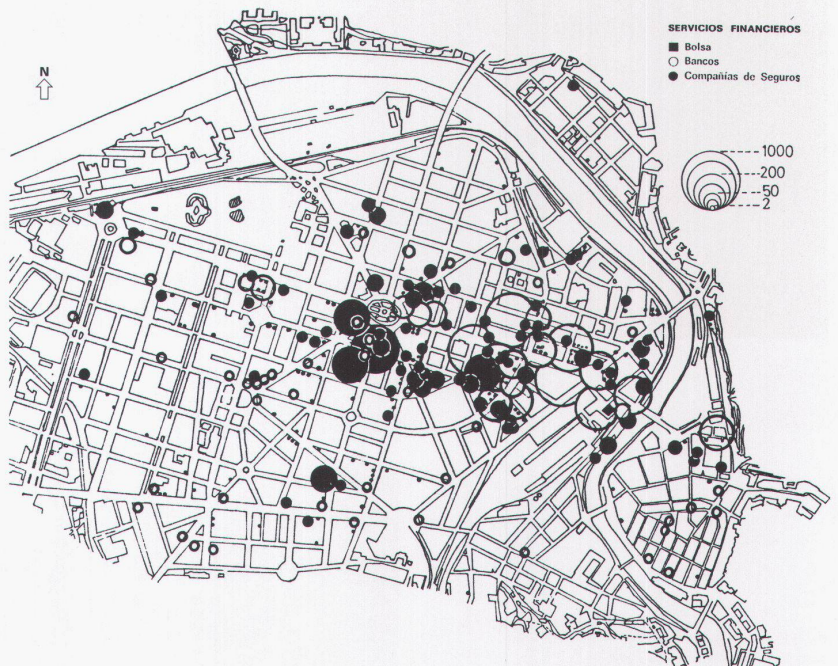 SERVICIOS FINANCIEROS
Bolsa
Bancos
Compañías de Seguros
N
1000
200
50
2